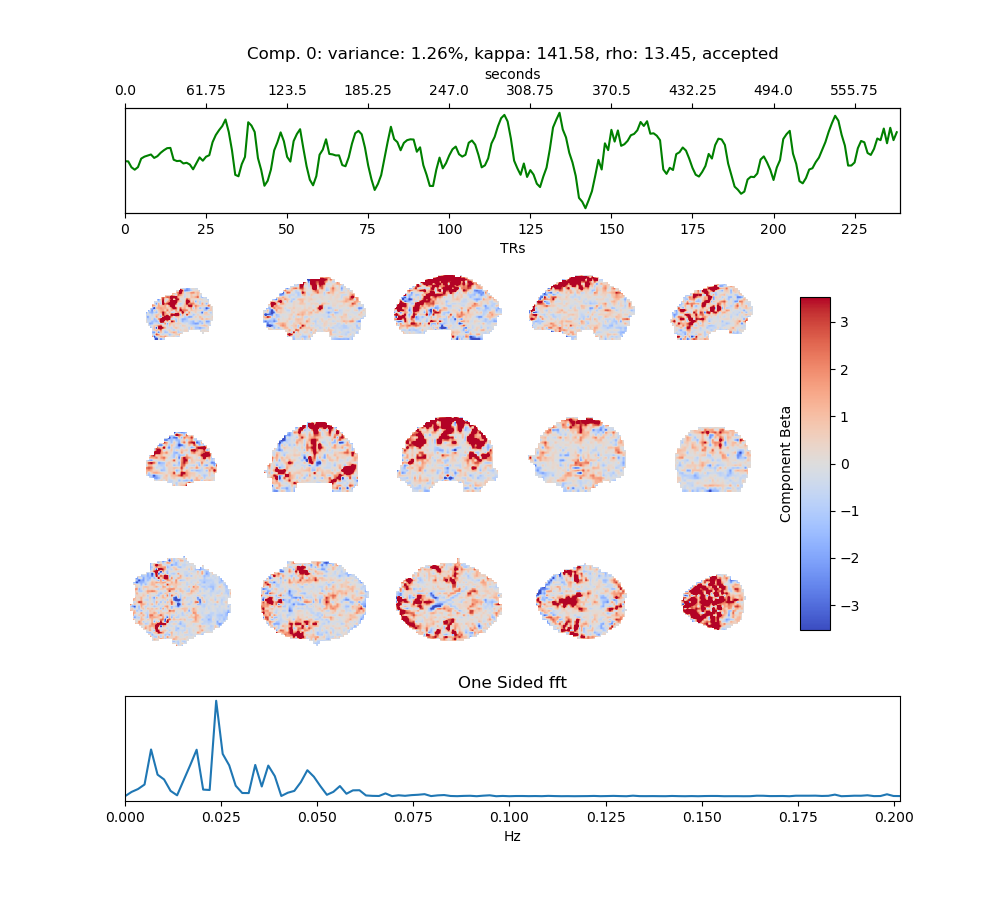 Comp. 0: variance: 1.26%, kappa: 141.58, rho: 13.45, accepted
seconds
0.0 61.75 123.5 185.25 247.0 308.75 370.5 432.25 494.0 555.75
0 25 50 75 100 125 150 175 200 225
TRs
3
2
1
0
−1
−2
−3
Component Beta
One Sided fft
0.000 0.025 0.050 0.075 0.100 0.125 0.150 0.175 0.200
Hz